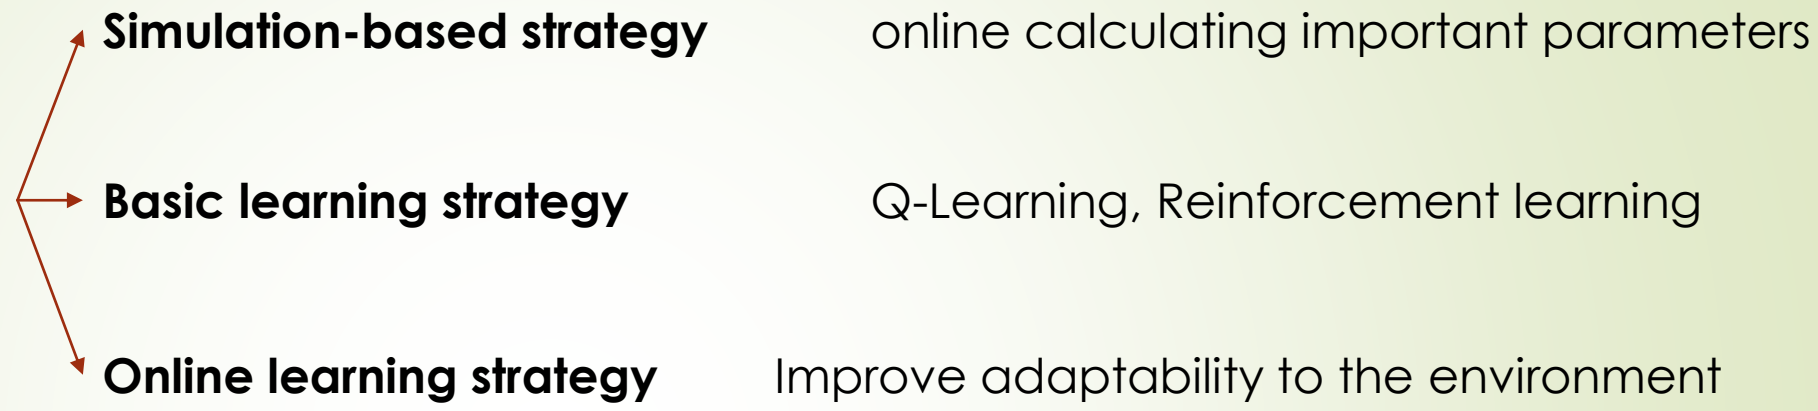 Simulation-based strategy online calculating important parameters
Basic learning strategy Q-Learning, Reinforcement learning
Online learning strategy Improve adaptability to the environment